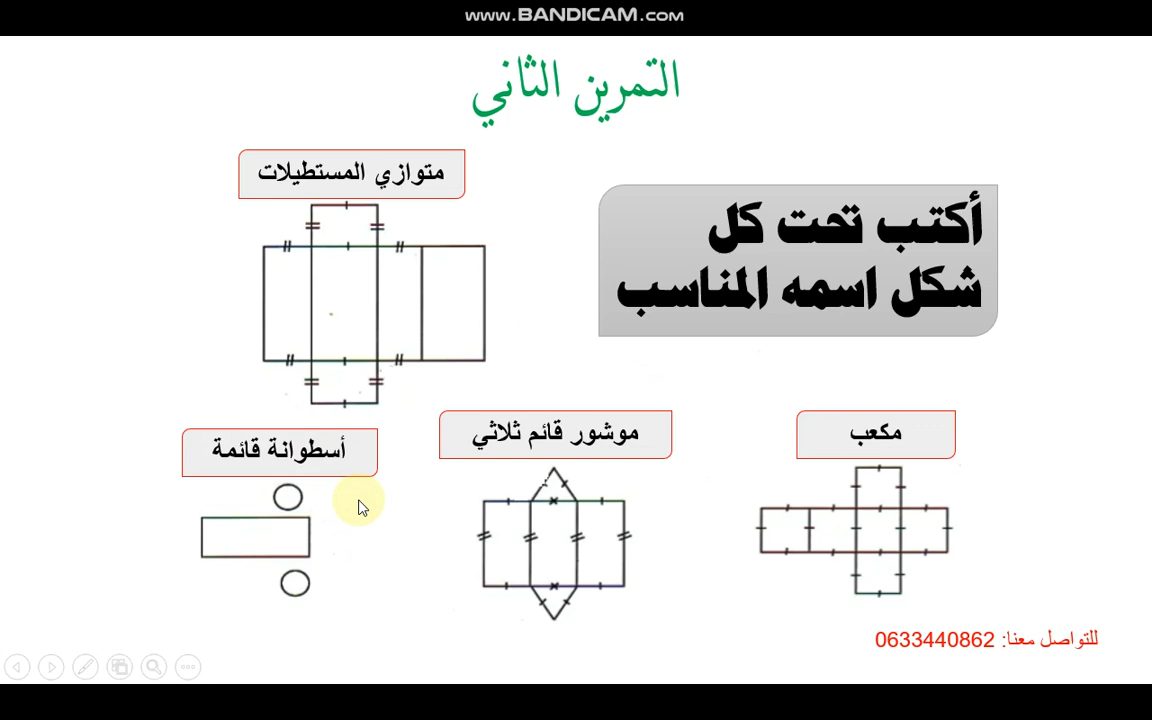 www.BANDICAM.com
التمرين الثاني
متوازي المستطيلات
أكتب تحت كل
شكل اسمه المناسب
مكعب
موشور قائم ثلاثي
أسطوانة قائمة
للتواصل معنا: 0633440862